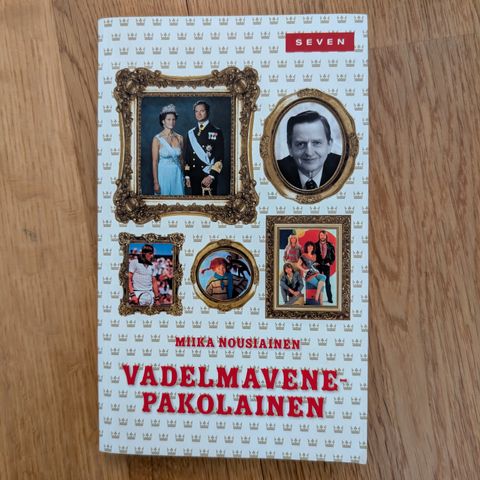 SEVEN
MIIKA NOUSIAINEN
VADELMAVENE-
PAKOLAINEN